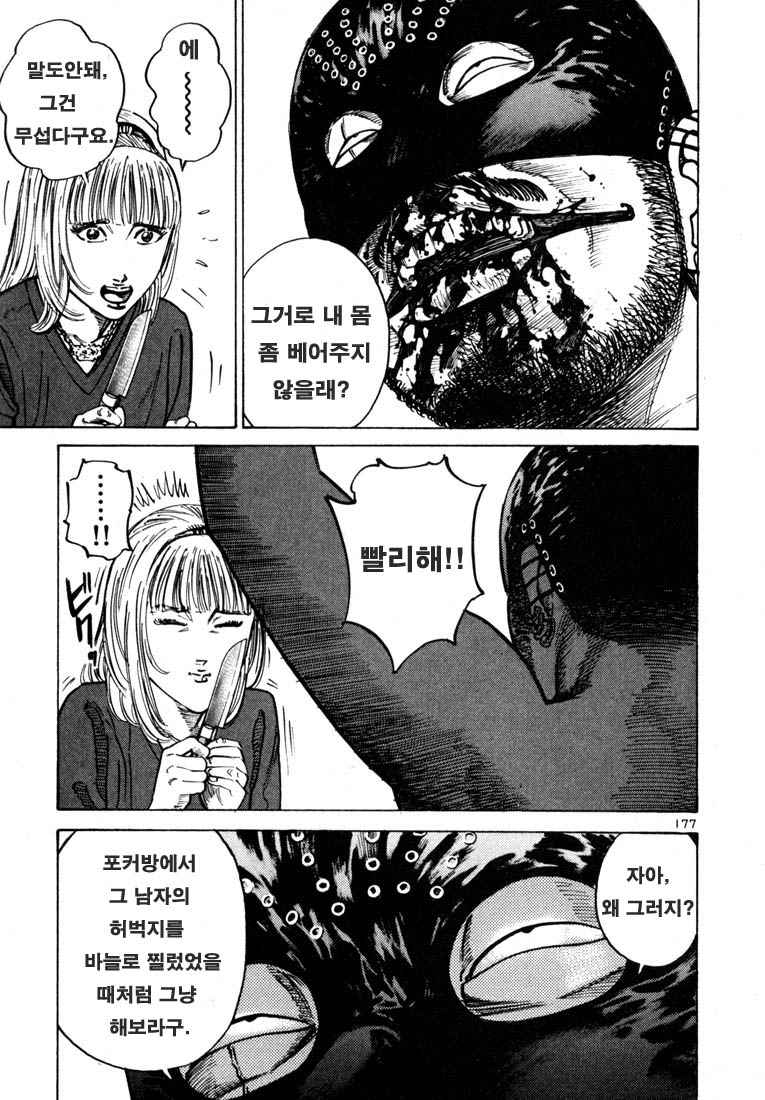 그거로 내 몸
좀 베어주지
않을래?
에
말도안돼,
그건
무섭다구요.
빨리해!!
……!!
ビクッ
177
자아,
왜 그러지?
포커방에서
그 남자의
허벅지를
바늘로 찔렀었을
때처럼 그냥
해보라구.